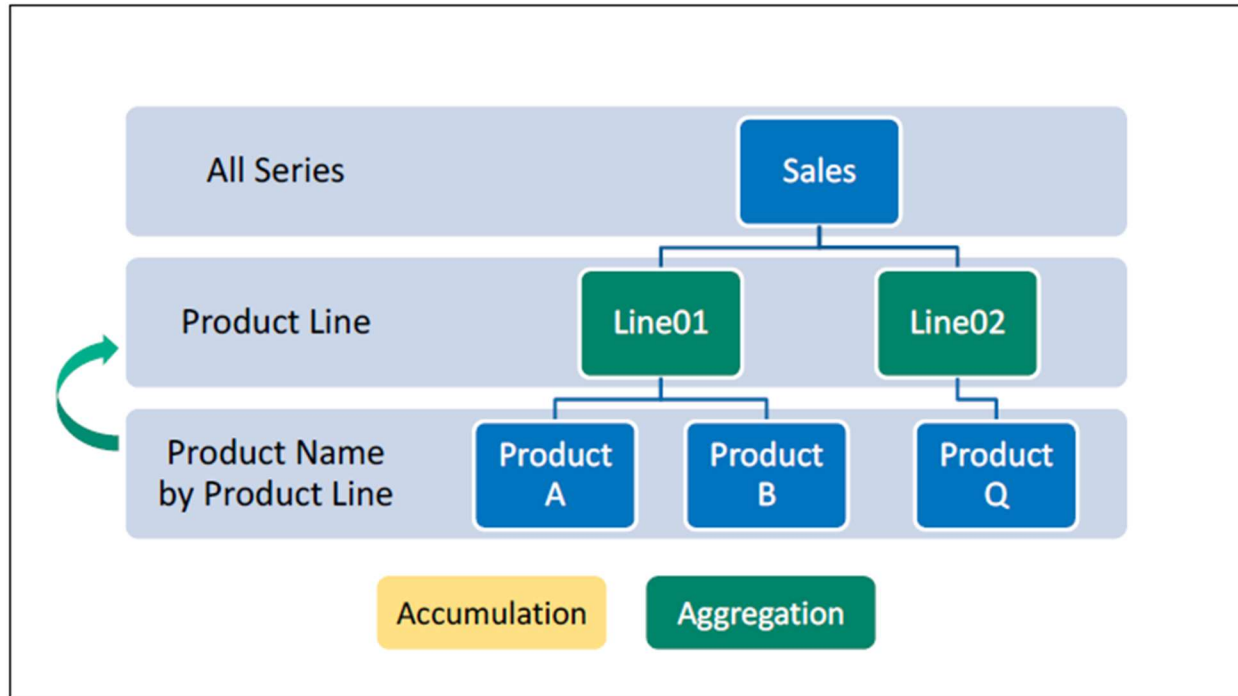 All Series
Sales
Product Line
Line01
Line02
Product Name
by Product Line
Product
A
Product
B
Product
Q
Accumulation
Aggregation